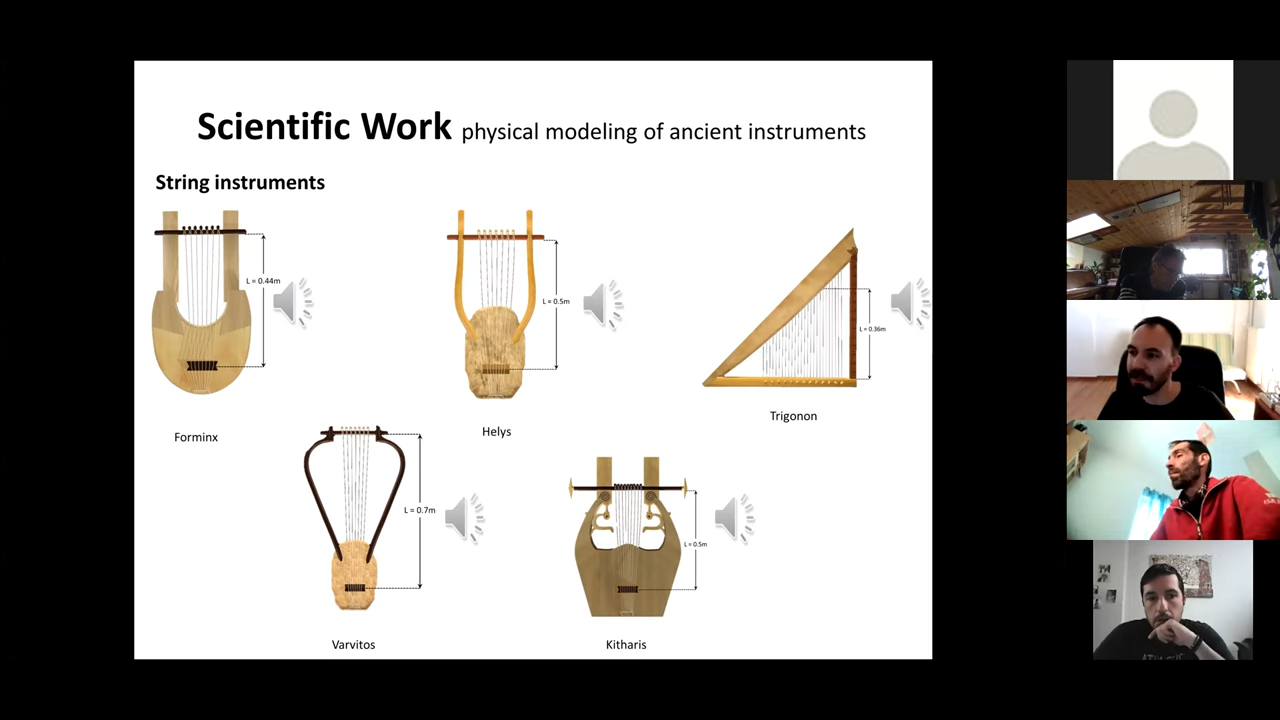 Scientific Work physical modeling of ancient instruments
String instruments
L = 0.44m
L = 0.5m
L = 0.36m
Forminx
Helys
Trigonon
L = 0.7m
L = 0.5m
Varvitos
Kitharis